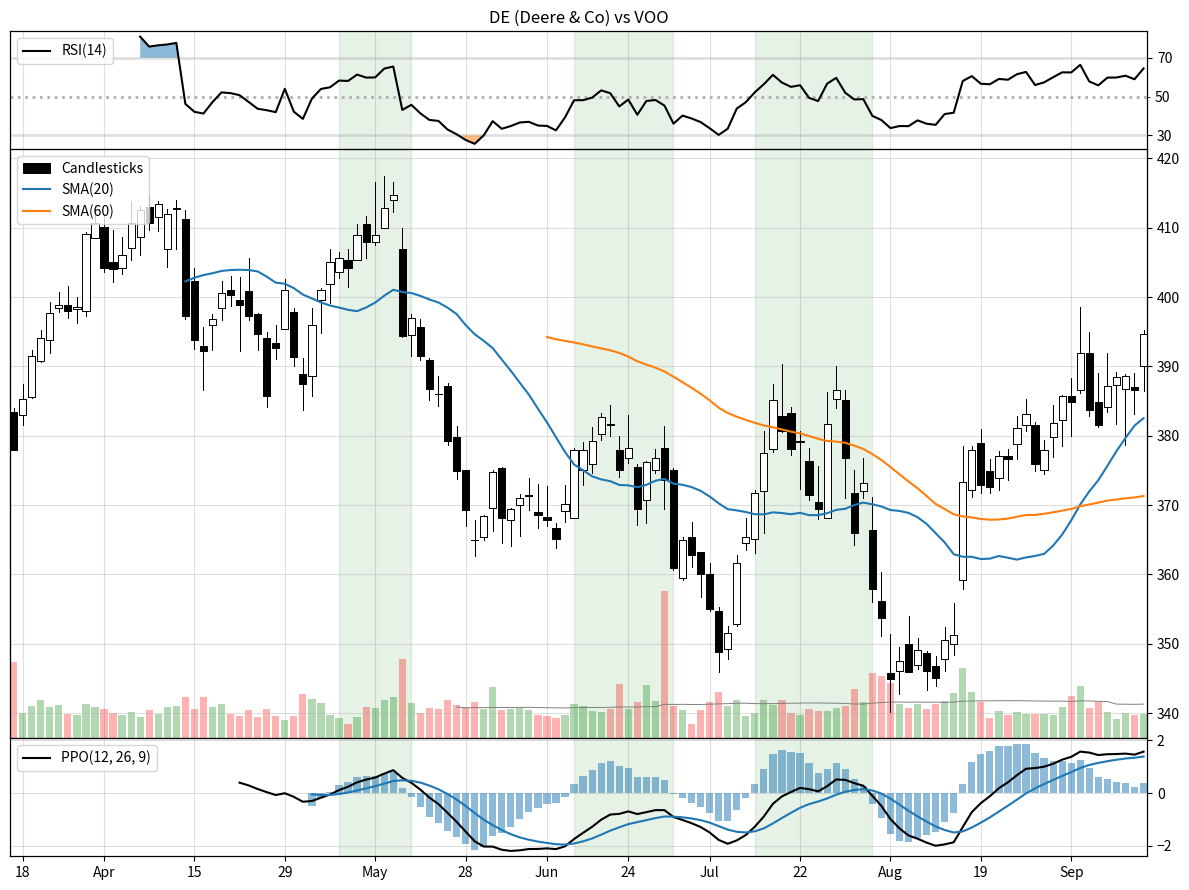 DE (Deere & Co) vs VOO
RSI(14)
70
50
30
Candlesticks
SMA(20)
SMA(60)
420
410
400
390
380
370
360
350
340
PPO(12, 26, 9)
2
0
−2
18 Apr 15 29 May 28 Jun 24 Jul 22 Aug 19 Sep